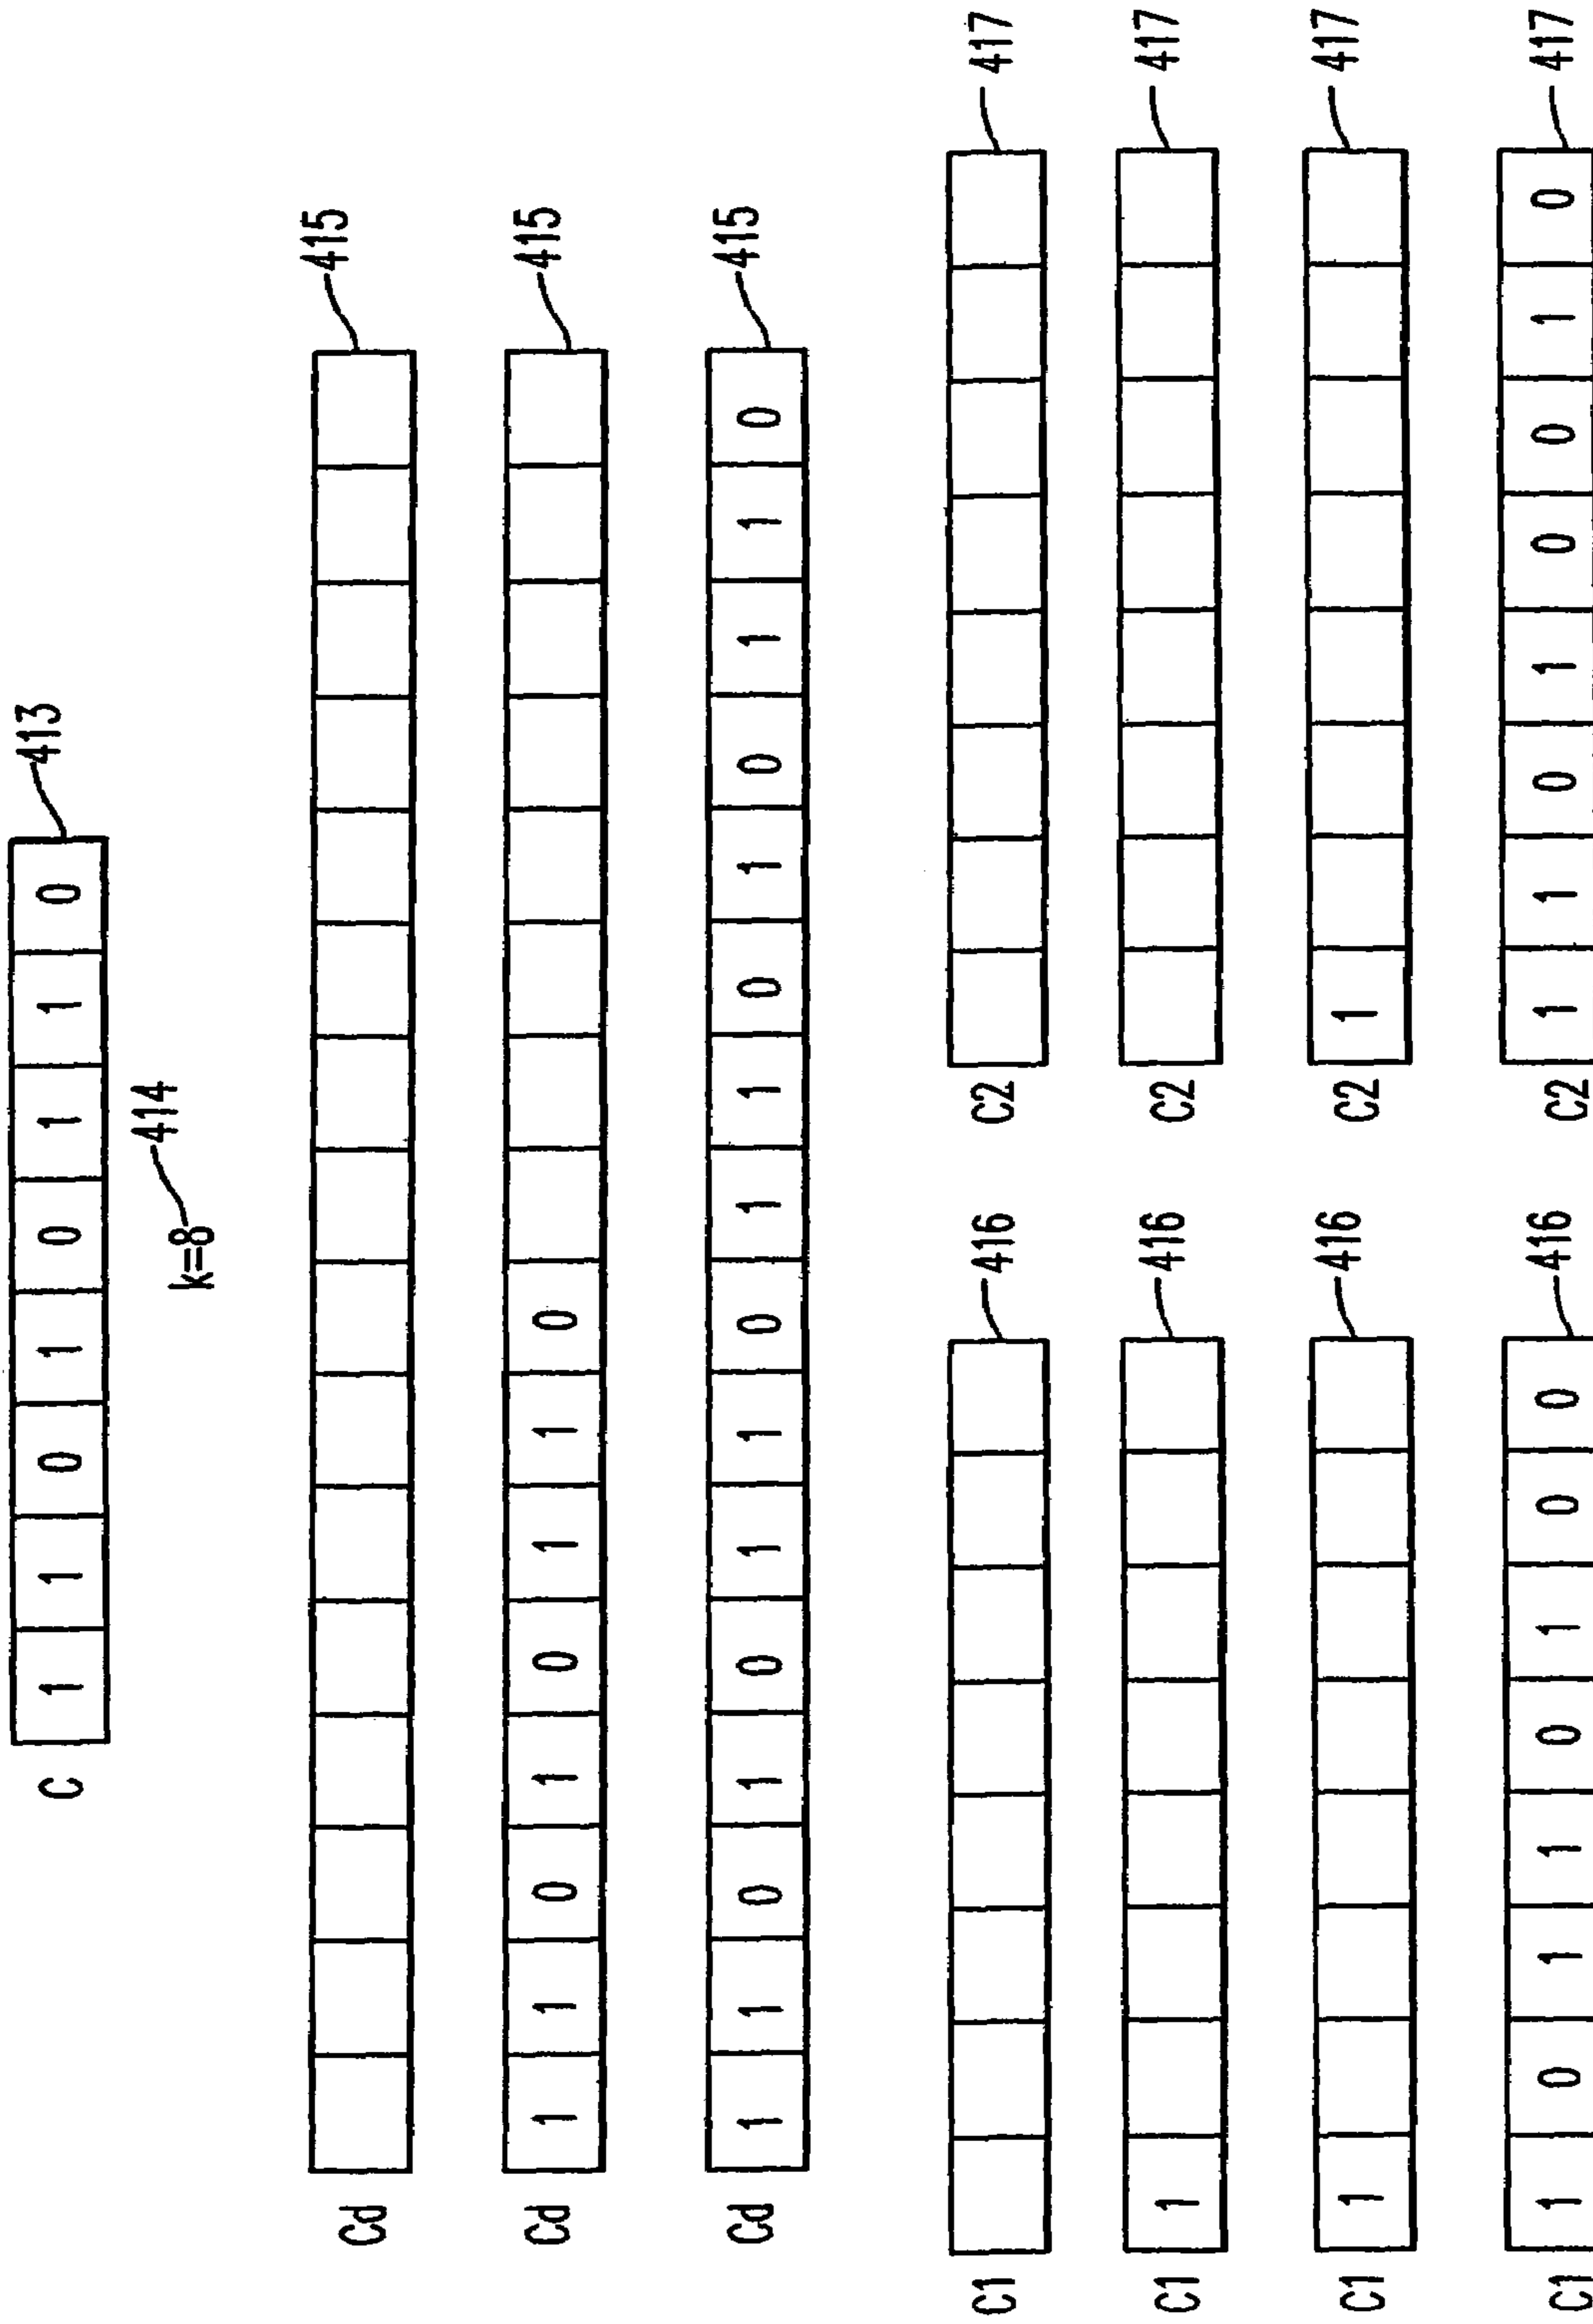 C 1 1 0 1 0 1 1 0 413
k=8 414
Cd 415
Cd 1 1 0 1 0 1 1 0 415
Cd 1 1 0 1 0 1 1 0 1 1 0 1 0 1 1 0 415
C1 416 C2 417
C1 1 416 C2 417
C1 1 416 C2 1 417
C1 1 0 1 1 0 1 0 0 416 C2 1 1 0 1 0 0 1 0 417